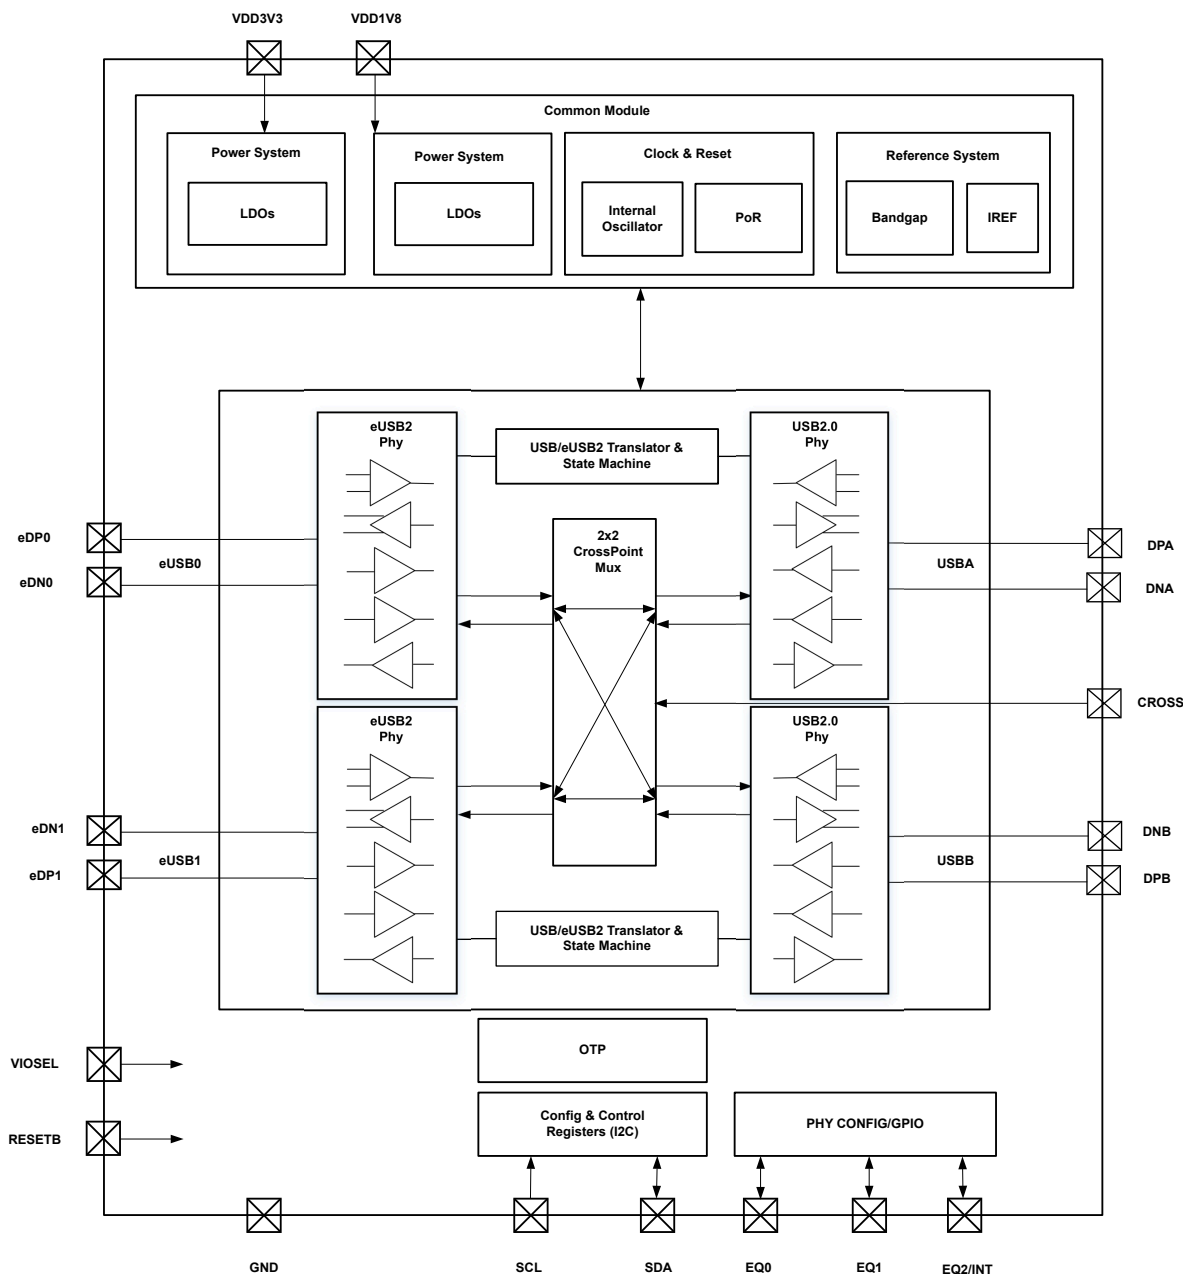 VDD3V3
VDD1V8
Common Module
Power System
LDOs
Power System
LDOs
Clock & Reset
Internal
Oscillator
PoR
Reference System
Bandgap
IREF
eUSB2
Phy
USB/eUSB2 Translator &
State Machine
USB2.0
Phy
2x2
CrossPoint
Mux
eDP0
eUSB0
eDN0
DPA
USBA
DNA
CROSS
eUSB2
Phy
USB2.0
Phy
eDN1
eUSB1
eDP1
DNB
USBB
DPB
USB/eUSB2 Translator &
State Machine
OTP
VIOSEL
RESETB
Config & Control
Registers (I2C)
PHY CONFIG/GPIO
GND
SCL
SDA
EQ0
EQ1
EQ2/INT